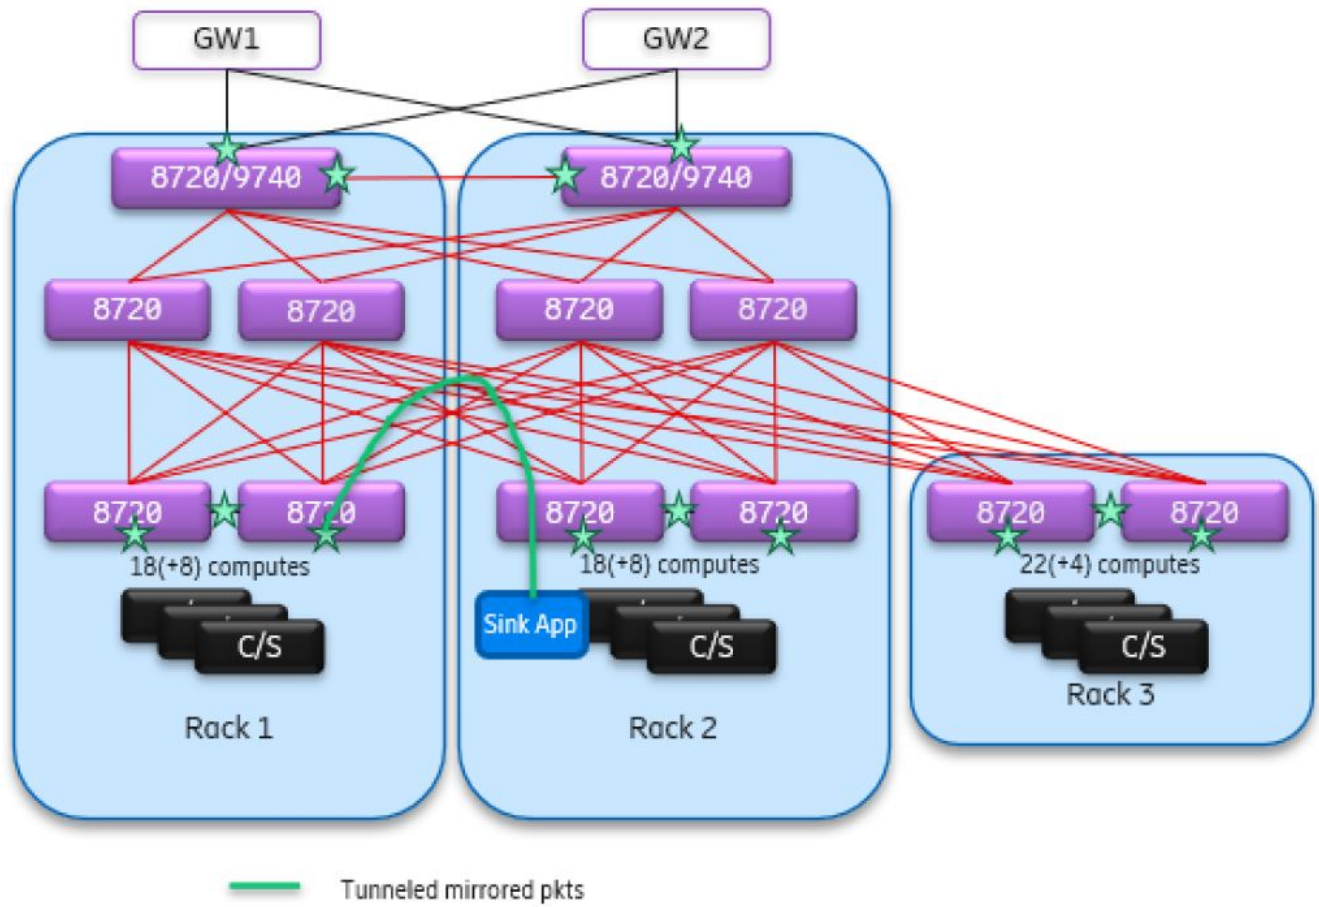 GW1
GW2
8720/9740
8720/9740
8720
8720
8720
8720
8720
8720
8720
8720
8720
8720
18(+8) computes
18(+8) computes
22(+4) computes
Sink App
C/S
C/S
C/S
Rack 1
Rack 2
Rack 3
Tunneled mirrored pkts